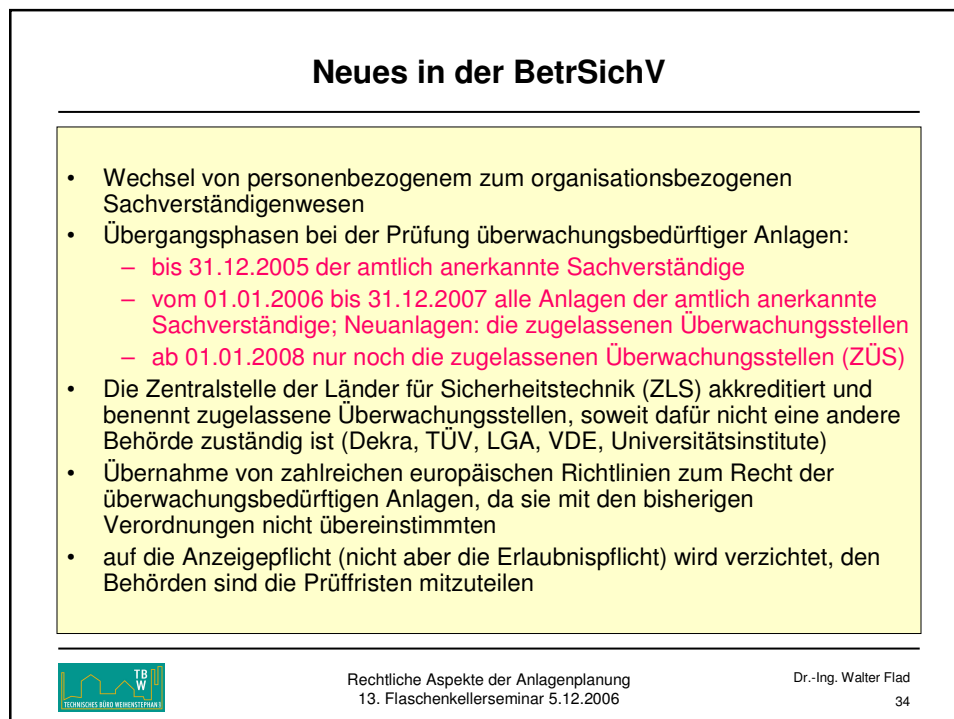 Neues in der BetrSichV
• Wechsel von personenbezogenem zum organisationsbezogenen
Sachverständigenwesen
• Übergangsphasen bei der Prüfung überwachungsbedürftiger Anlagen:
– bis 31.12.2005 der amtlich anerkannte Sachverständige
– vom 01.01.2006 bis 31.12.2007 alle Anlagen der amtlich anerkannte
Sachverständige; Neuanlagen: die zugelassenen Überwachungsstellen
– ab 01.01.2008 nur noch die zugelassenen Überwachungsstellen (ZÜS)
• Die Zentralstelle der Länder für Sicherheitstechnik (ZLS) akkreditiert und
benennt zugelassene Überwachungsstellen, soweit dafür nicht eine andere
Behörde zuständig ist (Dekra, TÜV, LGA, VDE, Universitätsinstitute)
• Übernahme von zahlreichen europäischen Richtlinien zum Recht der
überwachungsbedürftigen Anlagen, da sie mit den bisherigen
Verordnungen nicht übereinstimmten
• auf die Anzeigepflicht (nicht aber die Erlaubnispflicht) wird verzichtet, den
Behörden sind die Prüffristen mitzuteilen
TB
W
TECHNISCHES BÜRO WEIHENSTEPHAN
Rechtliche Aspekte der Anlagenplanung
13. Flaschenkellerseminar 5.12.2006
Dr.-Ing. Walter Flad
34